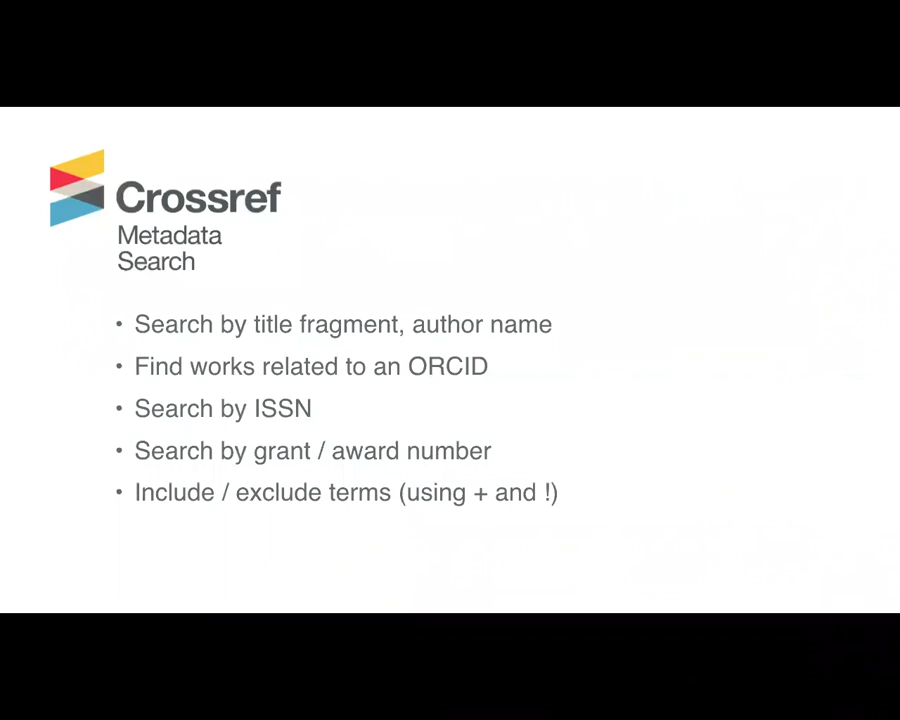 Crossref
Metadata
Search
• Search by title fragment, author name
• Find works related to an ORCID
• Search by ISSN
• Search by grant / award number
• Include / exclude terms (using + and !)